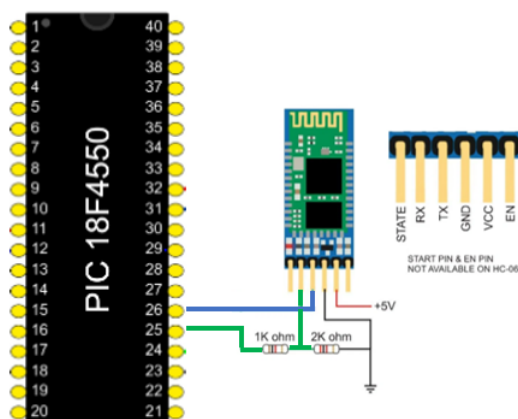 1 40
2 39
3 38
4 37
5 36
6 35
7 34
8 33
9 32
10 31
11 30
12 29
13 28
14 27
15 26
16 25
17 24
18 23
19 22
20 21
PIC 18F4550
1K ohm 2K ohm
+5V
STATE
RX
TX
GND
VCC
EN
START PIN & EN PIN
NOT AVAILABLE ON HC-06